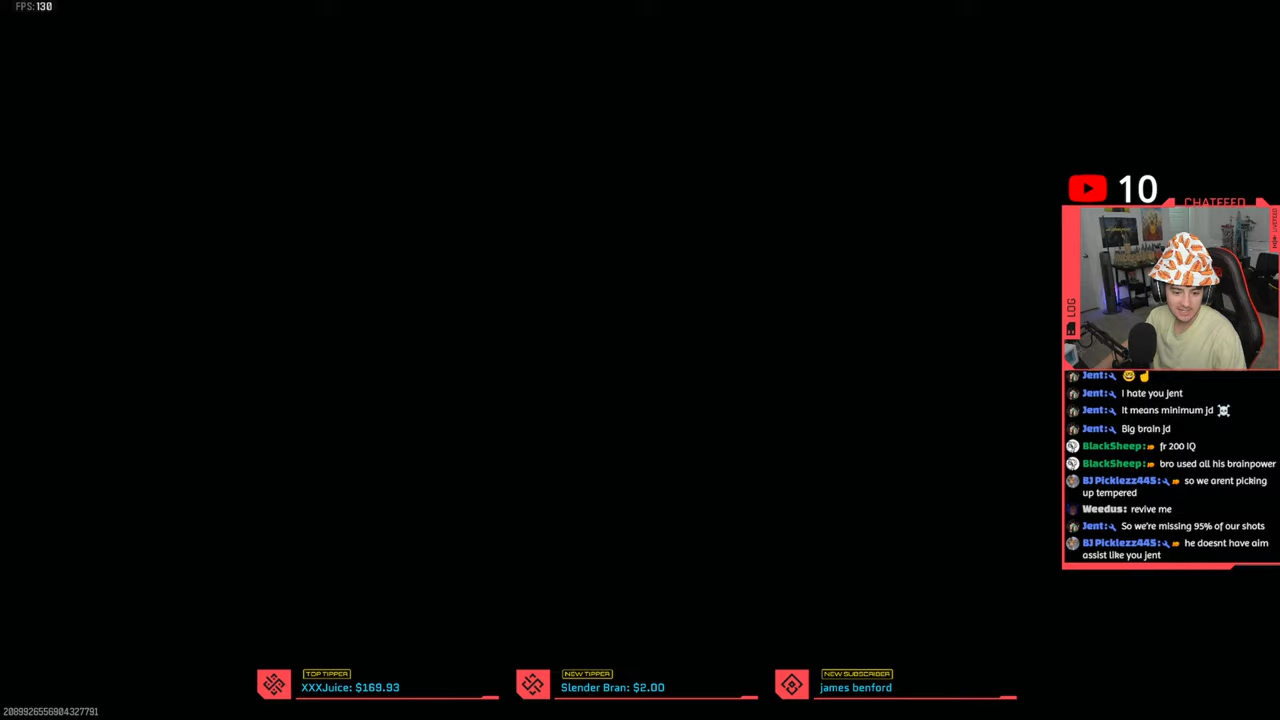 FPS: 130
10
CHATFEED
LOG
Jent:
Jent: I hate you jent
Jent: It means minimum jd
Jent: Big brain jd
BlackSheep: fr 200 IQ
BlackSheep: bro used all his brainpower
BJ Picklezz445: so we arent picking
up tempered
Weedus: revive me
Jent: So we're missing 95% of our shots
BJ Picklezz445: he doesnt have aim
assist like you jent
TOP TIPPER
XXXJuice: $169.93
NEW TIPPER
Slender Bran: $2.00
NEW SUBSCRIBER
james benford
2089926556904327791